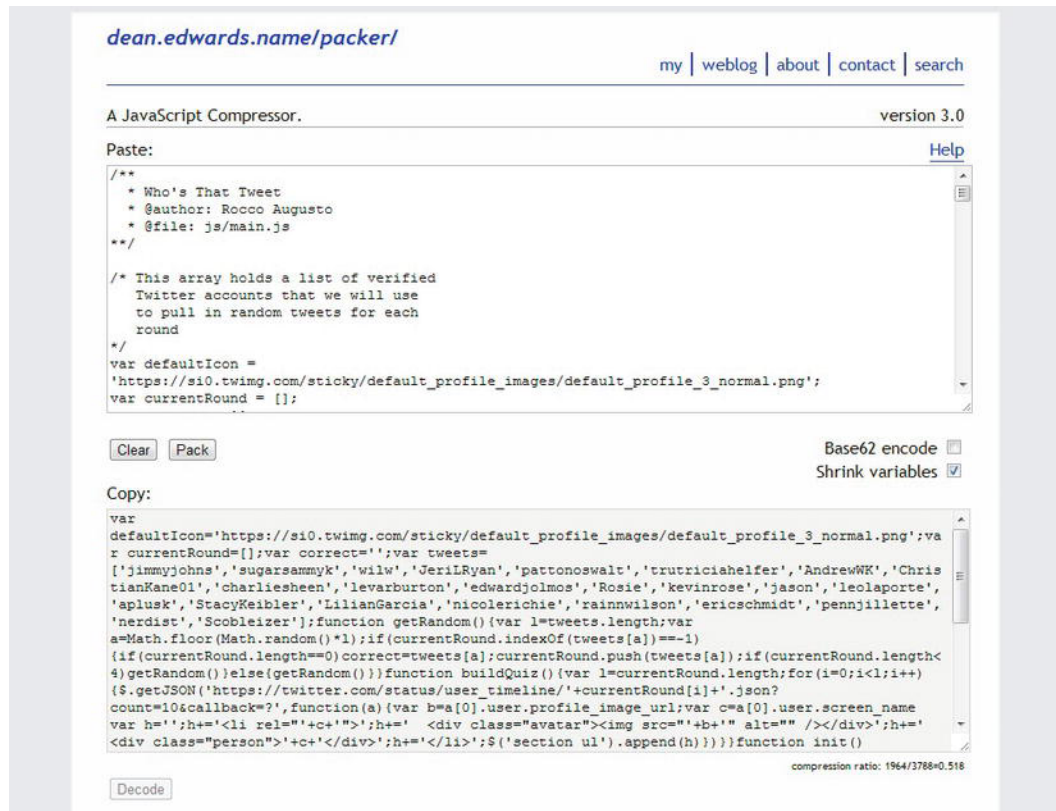 dean.edwards.name/packer/
my | weblog | about | contact | search
A JavaScript Compressor.
version 3.0
Paste:
Help
/**
  * Who's That Tweet
  * @author: Rocco Augusto
  * @file: js/main.js
**/
/* This array holds a list of verified
   Twitter accounts that we will use
   to pull in random tweets for each
   round
*/
var defaultIcon =
'https://si0.twimg.com/sticky/default_profile_images/default_profile_3_normal.png';
var currentRound = [];
Clear Pack
Base62 encode
Shrink variables
Copy:
var
defaultIcon='https://si0.twimg.com/sticky/default_profile_images/default_profile_3_normal.png';va
r currentRound=[];var correct='';var tweets=
['jimmyjohns','sugarsammyk','wilw','JeriLRyan','pattonoswalt','trutriciahelfer','AndrewWK','Chris
tianKane01','charliesheen','levarburton','edwardjolmos','Rosie','kevinrose','jason','leolaporte',
'aplusk','StacyKeibler','LilianGarcia','nicolerichie','rainnwilson','ericschmidt','pennjillette',
'nerdist','Scobleizer'];function getRandom(){var l=tweets.length;var
a=Math.floor(Math.random()*l);if(currentRound.indexOf(tweets[a])==-1)
{if(currentRound.length==0)correct=tweets[a];currentRound.push(tweets[a]);if(currentRound.length<
4)getRandom()}else{getRandom()}}function buildQuiz(){var l=currentRound.length;for(i=0;i<l;i++)
{$.getJSON('https://twitter.com/status/user_timeline/'+currentRound[i]+'.json?
count=10&callback=?',function(a){var b=a[0].user.profile_image_url;var c=a[0].user.screen_name
var h='';h+='<li rel="'+c+'">';h+='  <div class="avatar"><img src="'+b+'" alt="" /></div>';h+='
<div class="person">'+c+'</div>';h+='</li>';$('section ul').append(h)})}}function init()
compression ratio: 1964/3788=0.518
Decode